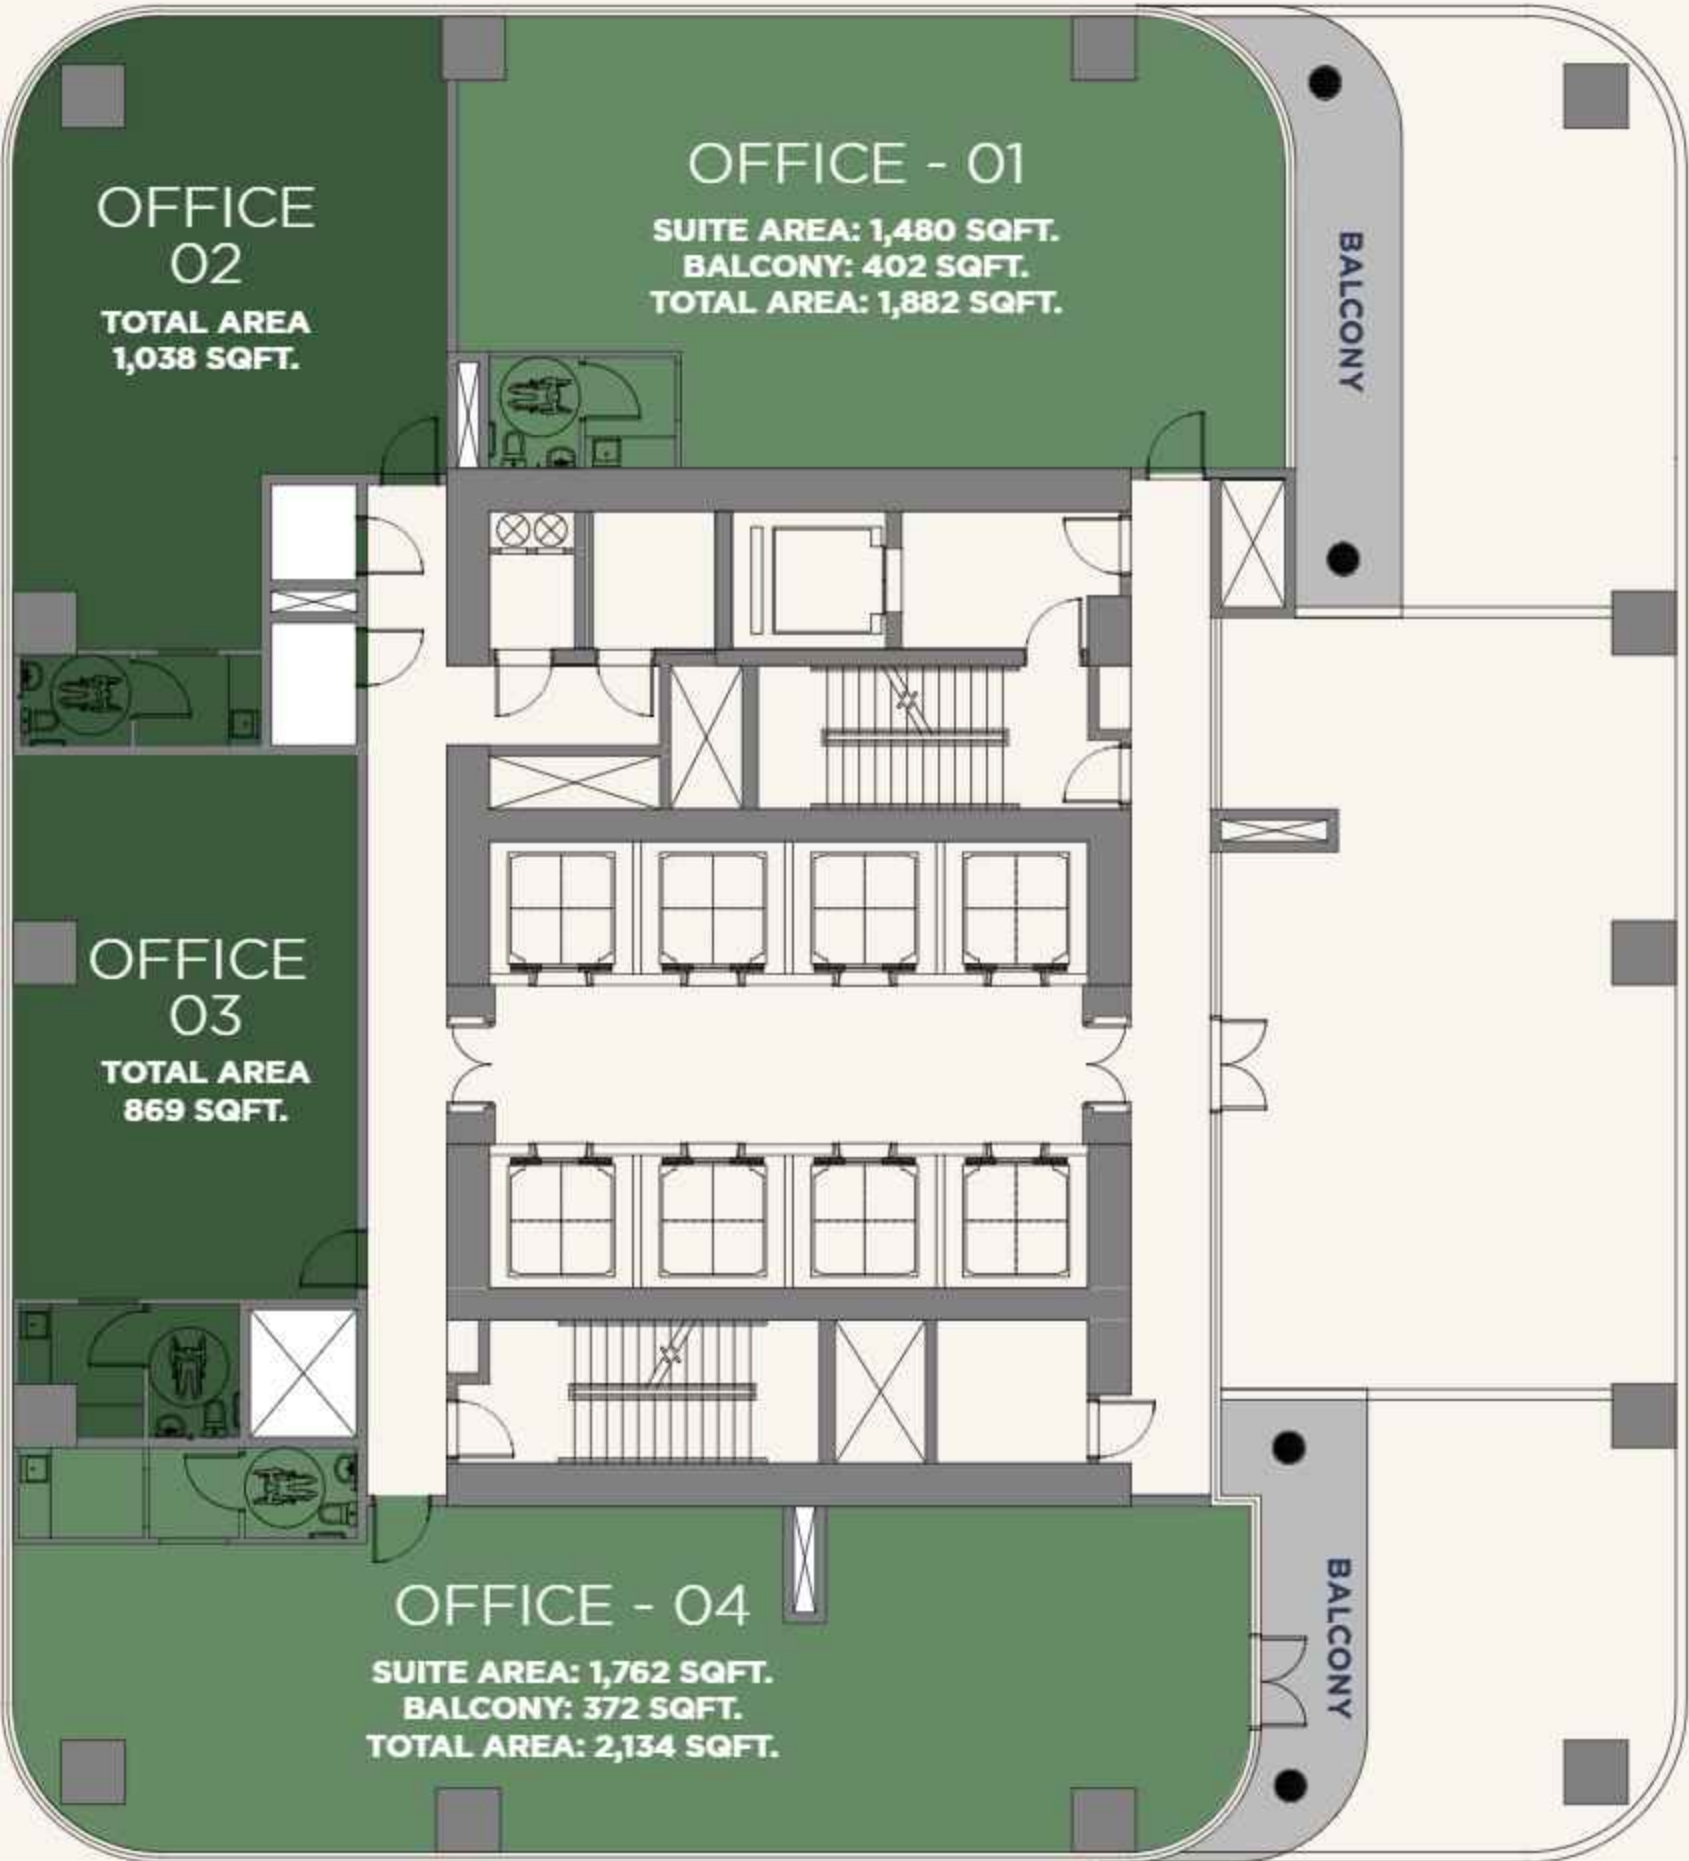 OFFICE - 01
SUITE AREA: 1,480 SQFT.
BALCONY: 402 SQFT.
TOTAL AREA: 1,882 SQFT.
BALCONY
OFFICE
02
TOTAL AREA
1,038 SQFT.
OFFICE
03
TOTAL AREA
869 SQFT.
OFFICE - 04
SUITE AREA: 1,762 SQFT.
BALCONY: 372 SQFT.
TOTAL AREA: 2,134 SQFT.
BALCONY